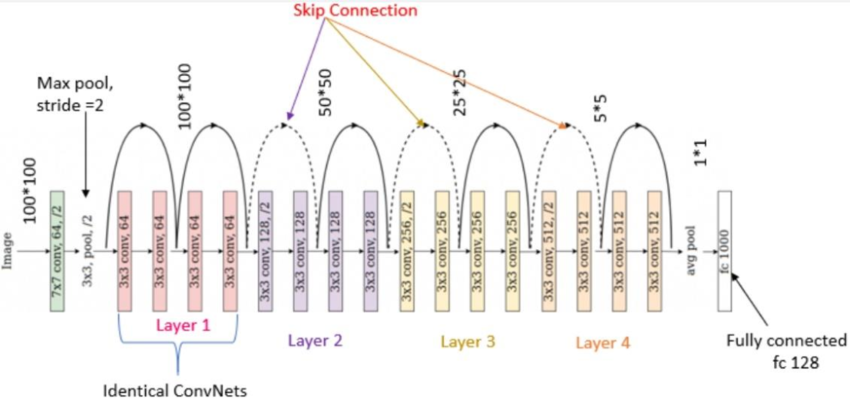 Skip Connection
Max pool,
stride =2
100*100
100*100
50*50
25*25
5*5
1*1
Image
7x7 conv, 64, /2
3x3, pool, /2
3x3 conv, 64
3x3 conv, 64
3x3 conv, 64
3x3 conv, 64
3x3 conv, 128, /2
3x3 conv, 128
3x3 conv, 128
3x3 conv, 128
3x3 conv, 256, /2
3x3 conv, 256
3x3 conv, 256
3x3 conv, 256
3x3 conv, 512, /2
3x3 conv, 512
3x3 conv, 512
3x3 conv, 512
avg pool
fc 1000
Layer 1
Layer 2
Layer 3
Layer 4
Fully connected
fc 128
Identical ConvNets